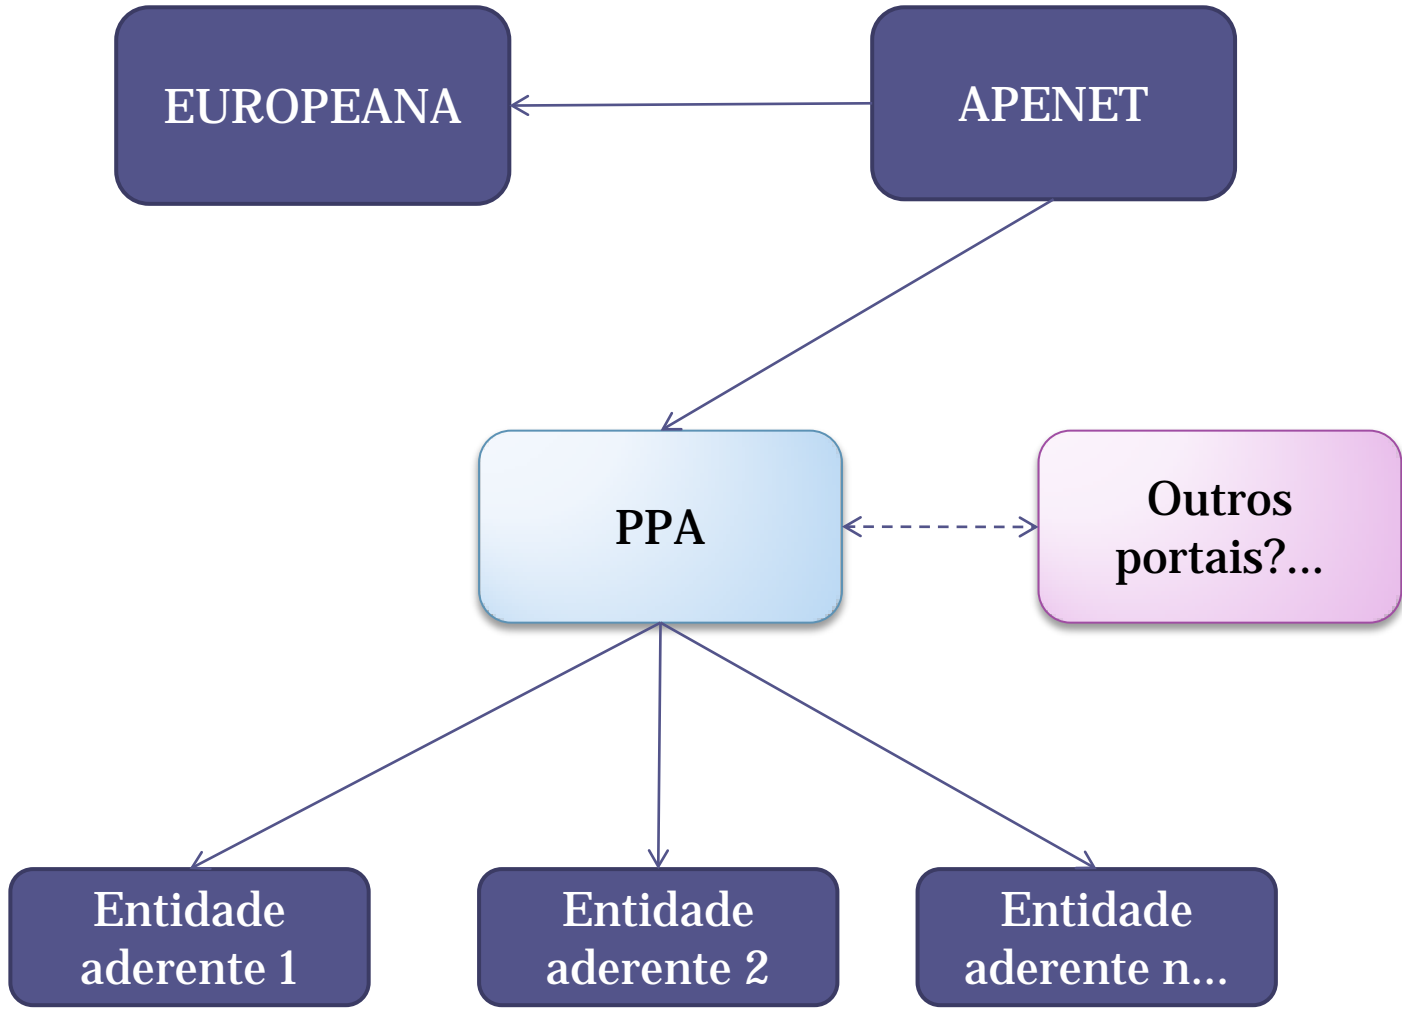 EUROPEANA
APENET
PPA
Outros
portais?...
Entidade
aderente 1
Entidade
aderente 2
Entidade
aderente n...